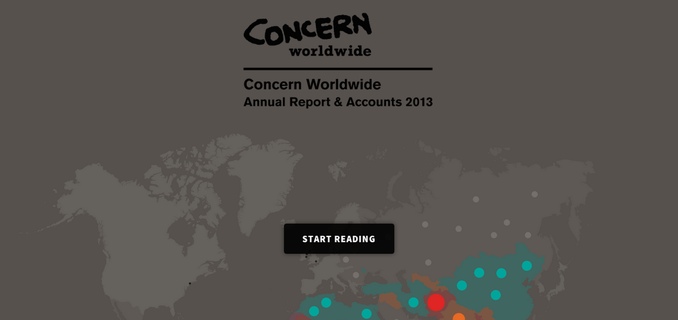 CONCERN
worldwide
Concern Worldwide
Annual Report & Accounts 2013
START READING